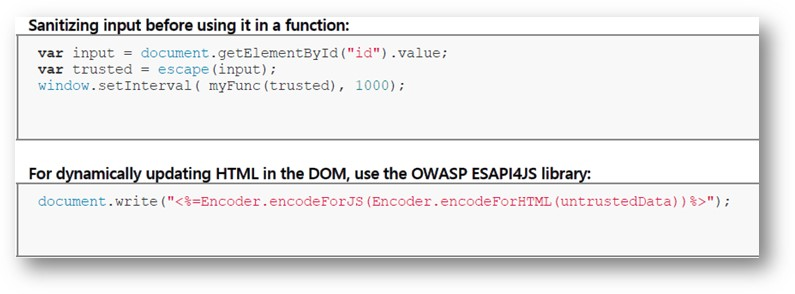 Sanitizing input before using it in a function:
var input = document.getElementById("id").value;
var trusted = escape(input);
window.setInterval( myFunc(trusted), 1000);
For dynamically updating HTML in the DOM, use the OWASP ESAPI4JS library:
document.write("<%=Encoder.encodeForJS(Encoder.encodeForHTML(untrustedData))%>");